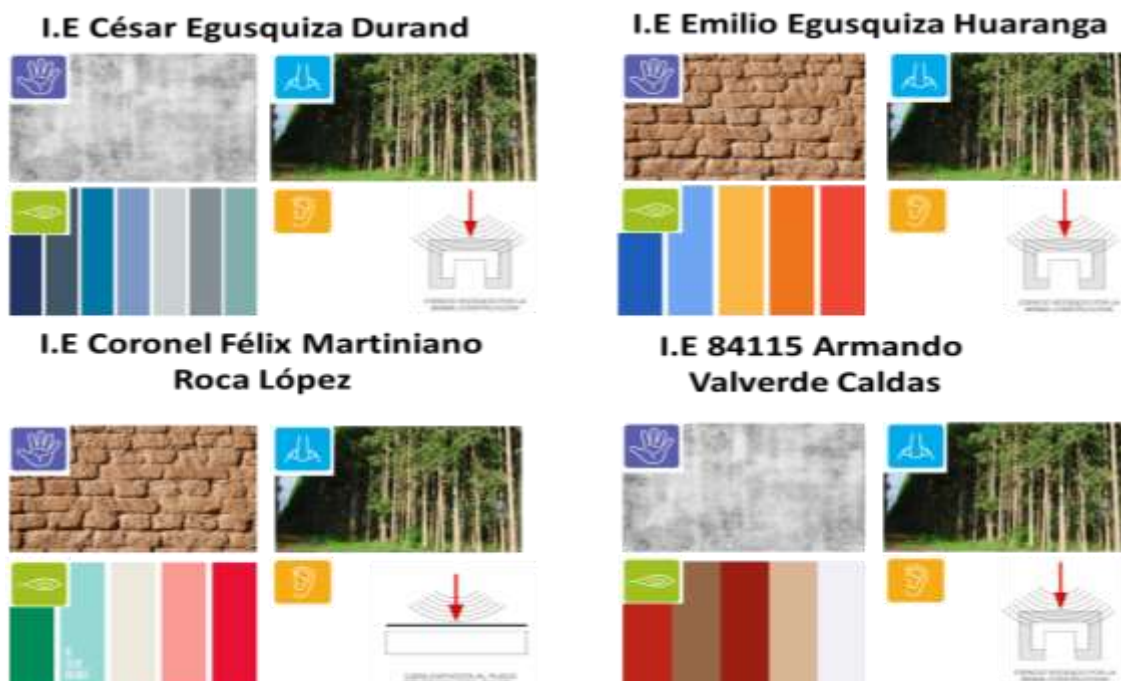 I.E César Egusquiza Durand
I.E Emilio Egusquiza Huaranga
I.E Coronel Félix Martiniano
Roca López
I.E 84115 Armando
Valverde Caldas